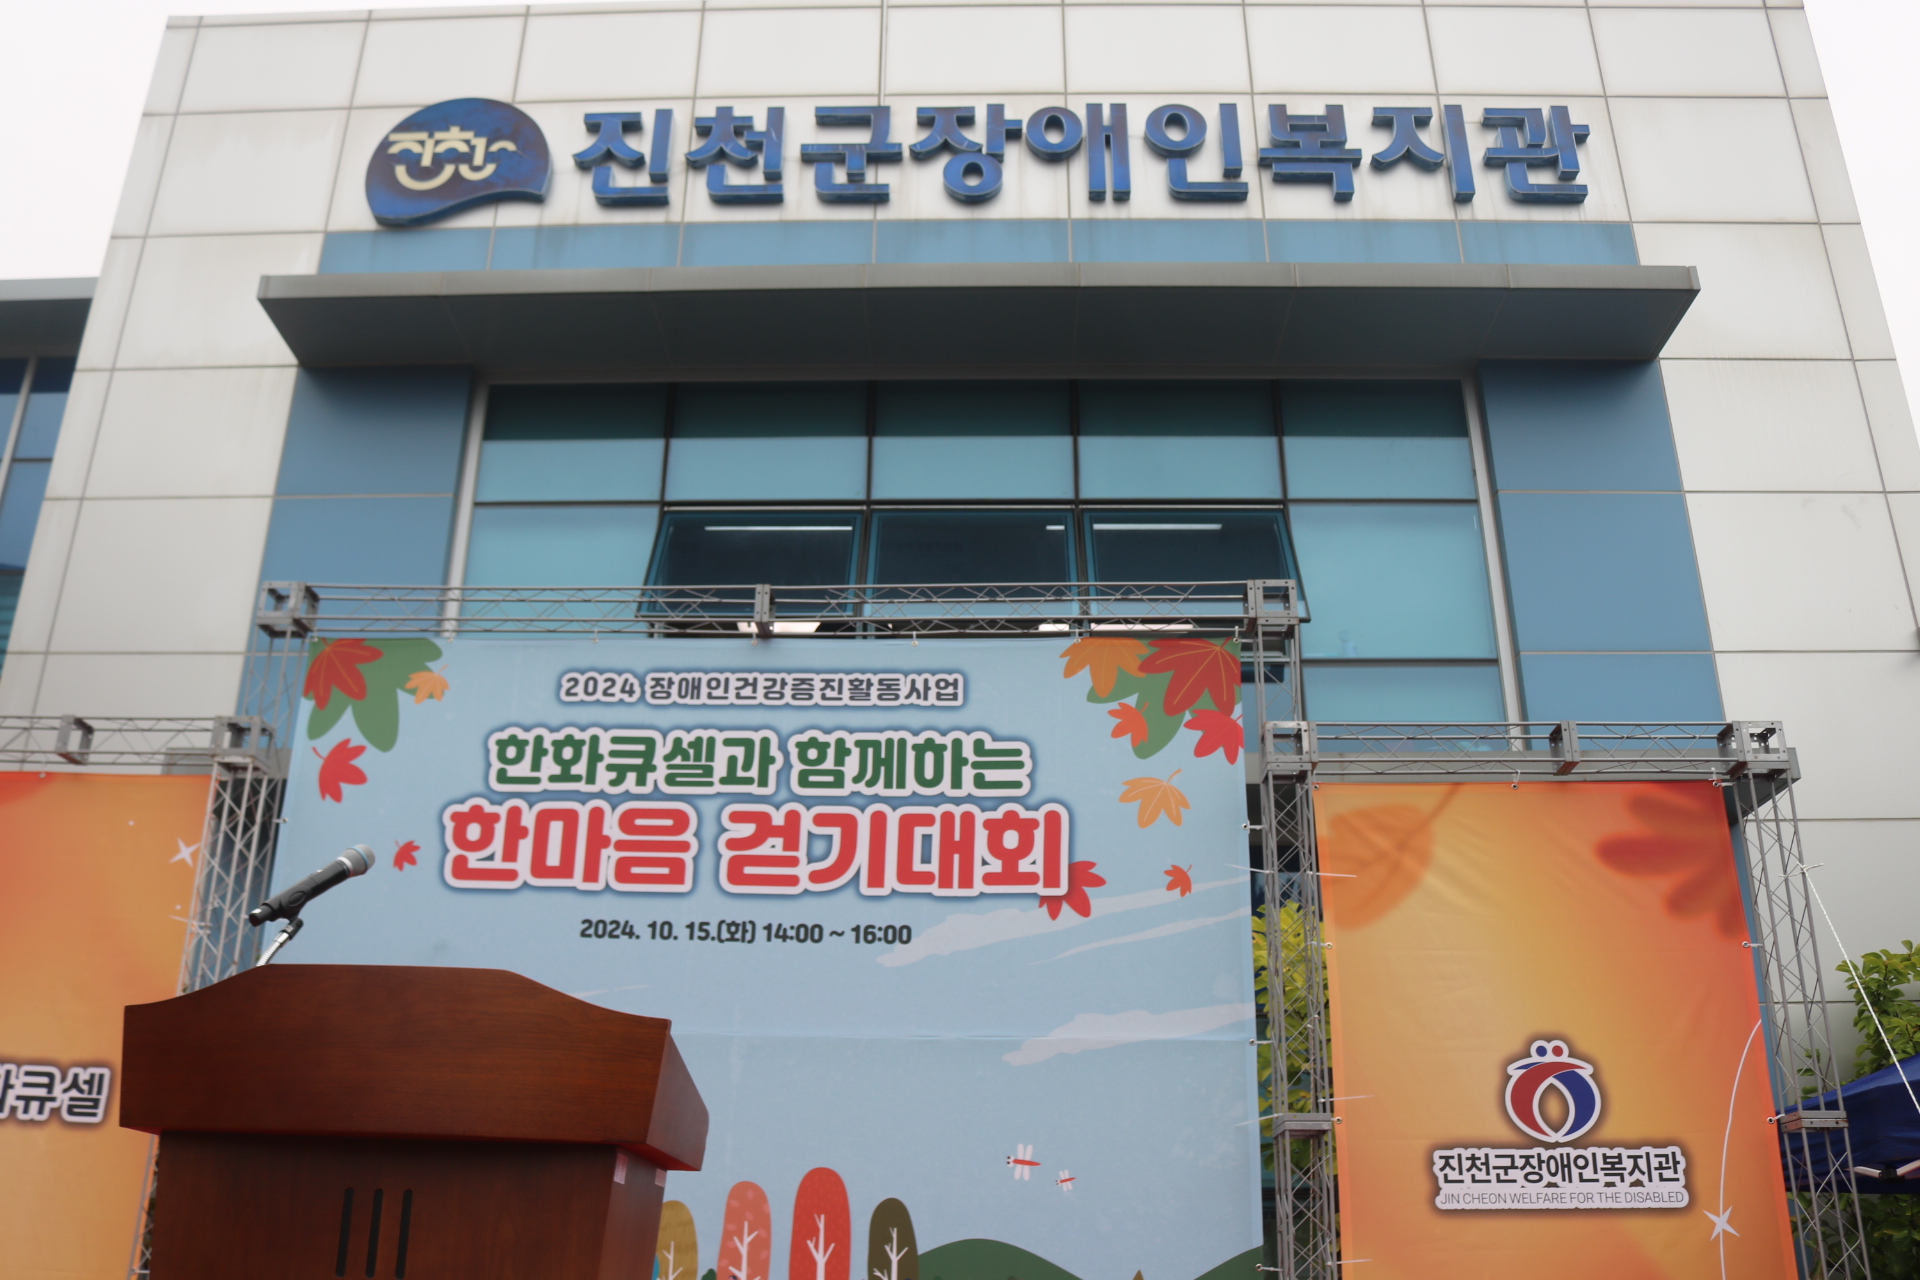 진천 진천군장애인복지관
2024 장애인건강증진활동사업
한화큐셀과 함께하는
한마음 걷기대회
2024. 10. 15.(화) 14:00 ~ 16:00
화큐셀
진천군장애인복지관
JIN CHEON WELFARE FOR THE DISABLED